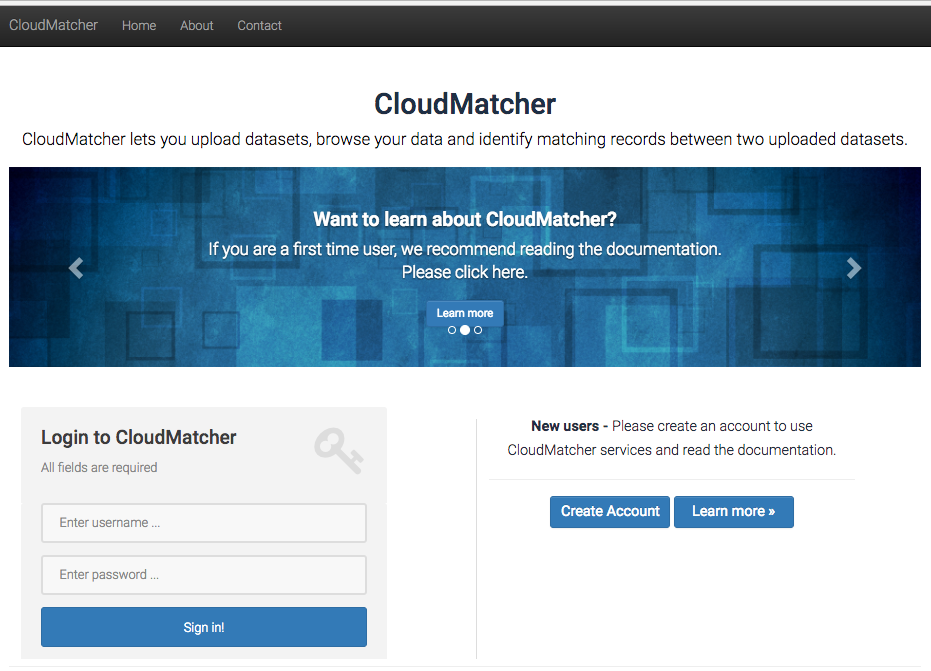 CloudMatcher Home About Contact
CloudMatcher
CloudMatcher lets you upload datasets, browse your data and identify matching records between two uploaded datasets.
Want to learn about CloudMatcher?
If you are a first time user, we recommend reading the documentation.
Please click here.
Learn more
Login to CloudMatcher
All fields are required
Enter username ...
Enter password ...
Sign in!
New users - Please create an account to use
CloudMatcher services and read the documentation.
Create Account Learn more »